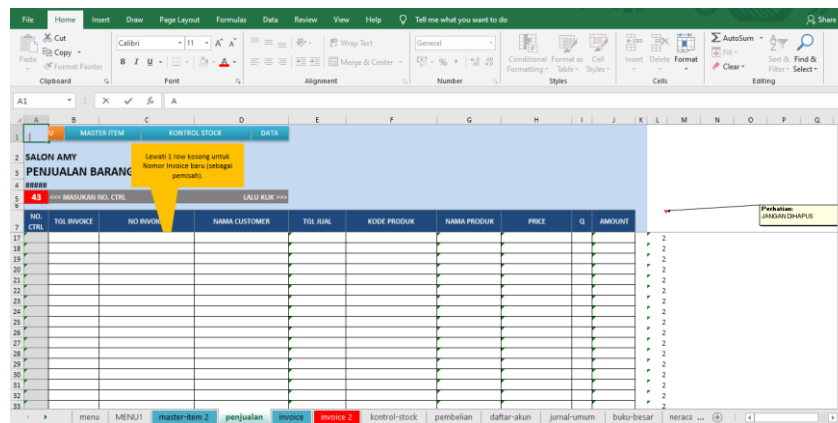 File Home Insert Draw Page Layout Formulas Data Review View Help Tell me what you want to do Share
Cut
Copy
Format Painter
Paste
Calibri 11 A A
B I U A
Wrap Text
Merge & Center
General
% ,
Conditional Formatting Format as Table Cell Styles
Insert Delete Format
AutoSum
Fill
Clear
Sort & Filter Find & Select
Clipboard Font Alignment Number Styles Cells Editing
A1 fx A
A B C D E F G H I J K L M N O P Q
1 U MASTER ITEM KONTROL STOCK DATA
Lewati 1 row kosong untuk
Nomor Invoice baru (sebagai
pemisah).
2 SALON AMY
3 PENJUALAN BARANG
4 #####
5 43 <<< MASUKAN NO. CTRL LALU KLIK >>>
6
7 NO. CTRL TGL INVOICE NO INVOI NAMA CUSTOMER TGL JUAL KODE PRODUK NAMA PRODUK PRICE Q AMOUNT
Perhatian:
JANGAN DIHAPUS
17 2
18 2
19 2
20 2
21 2
22 2
23 2
24 2
25 2
26 2
27 2
28 2
29 2
30 2
31 2
32 2
33
menu MENU1 master-item 2 penjualan invoice invoice 2 kontrol-stock pembelian daftar-akun jurnal-umum buku-besar neraca ...